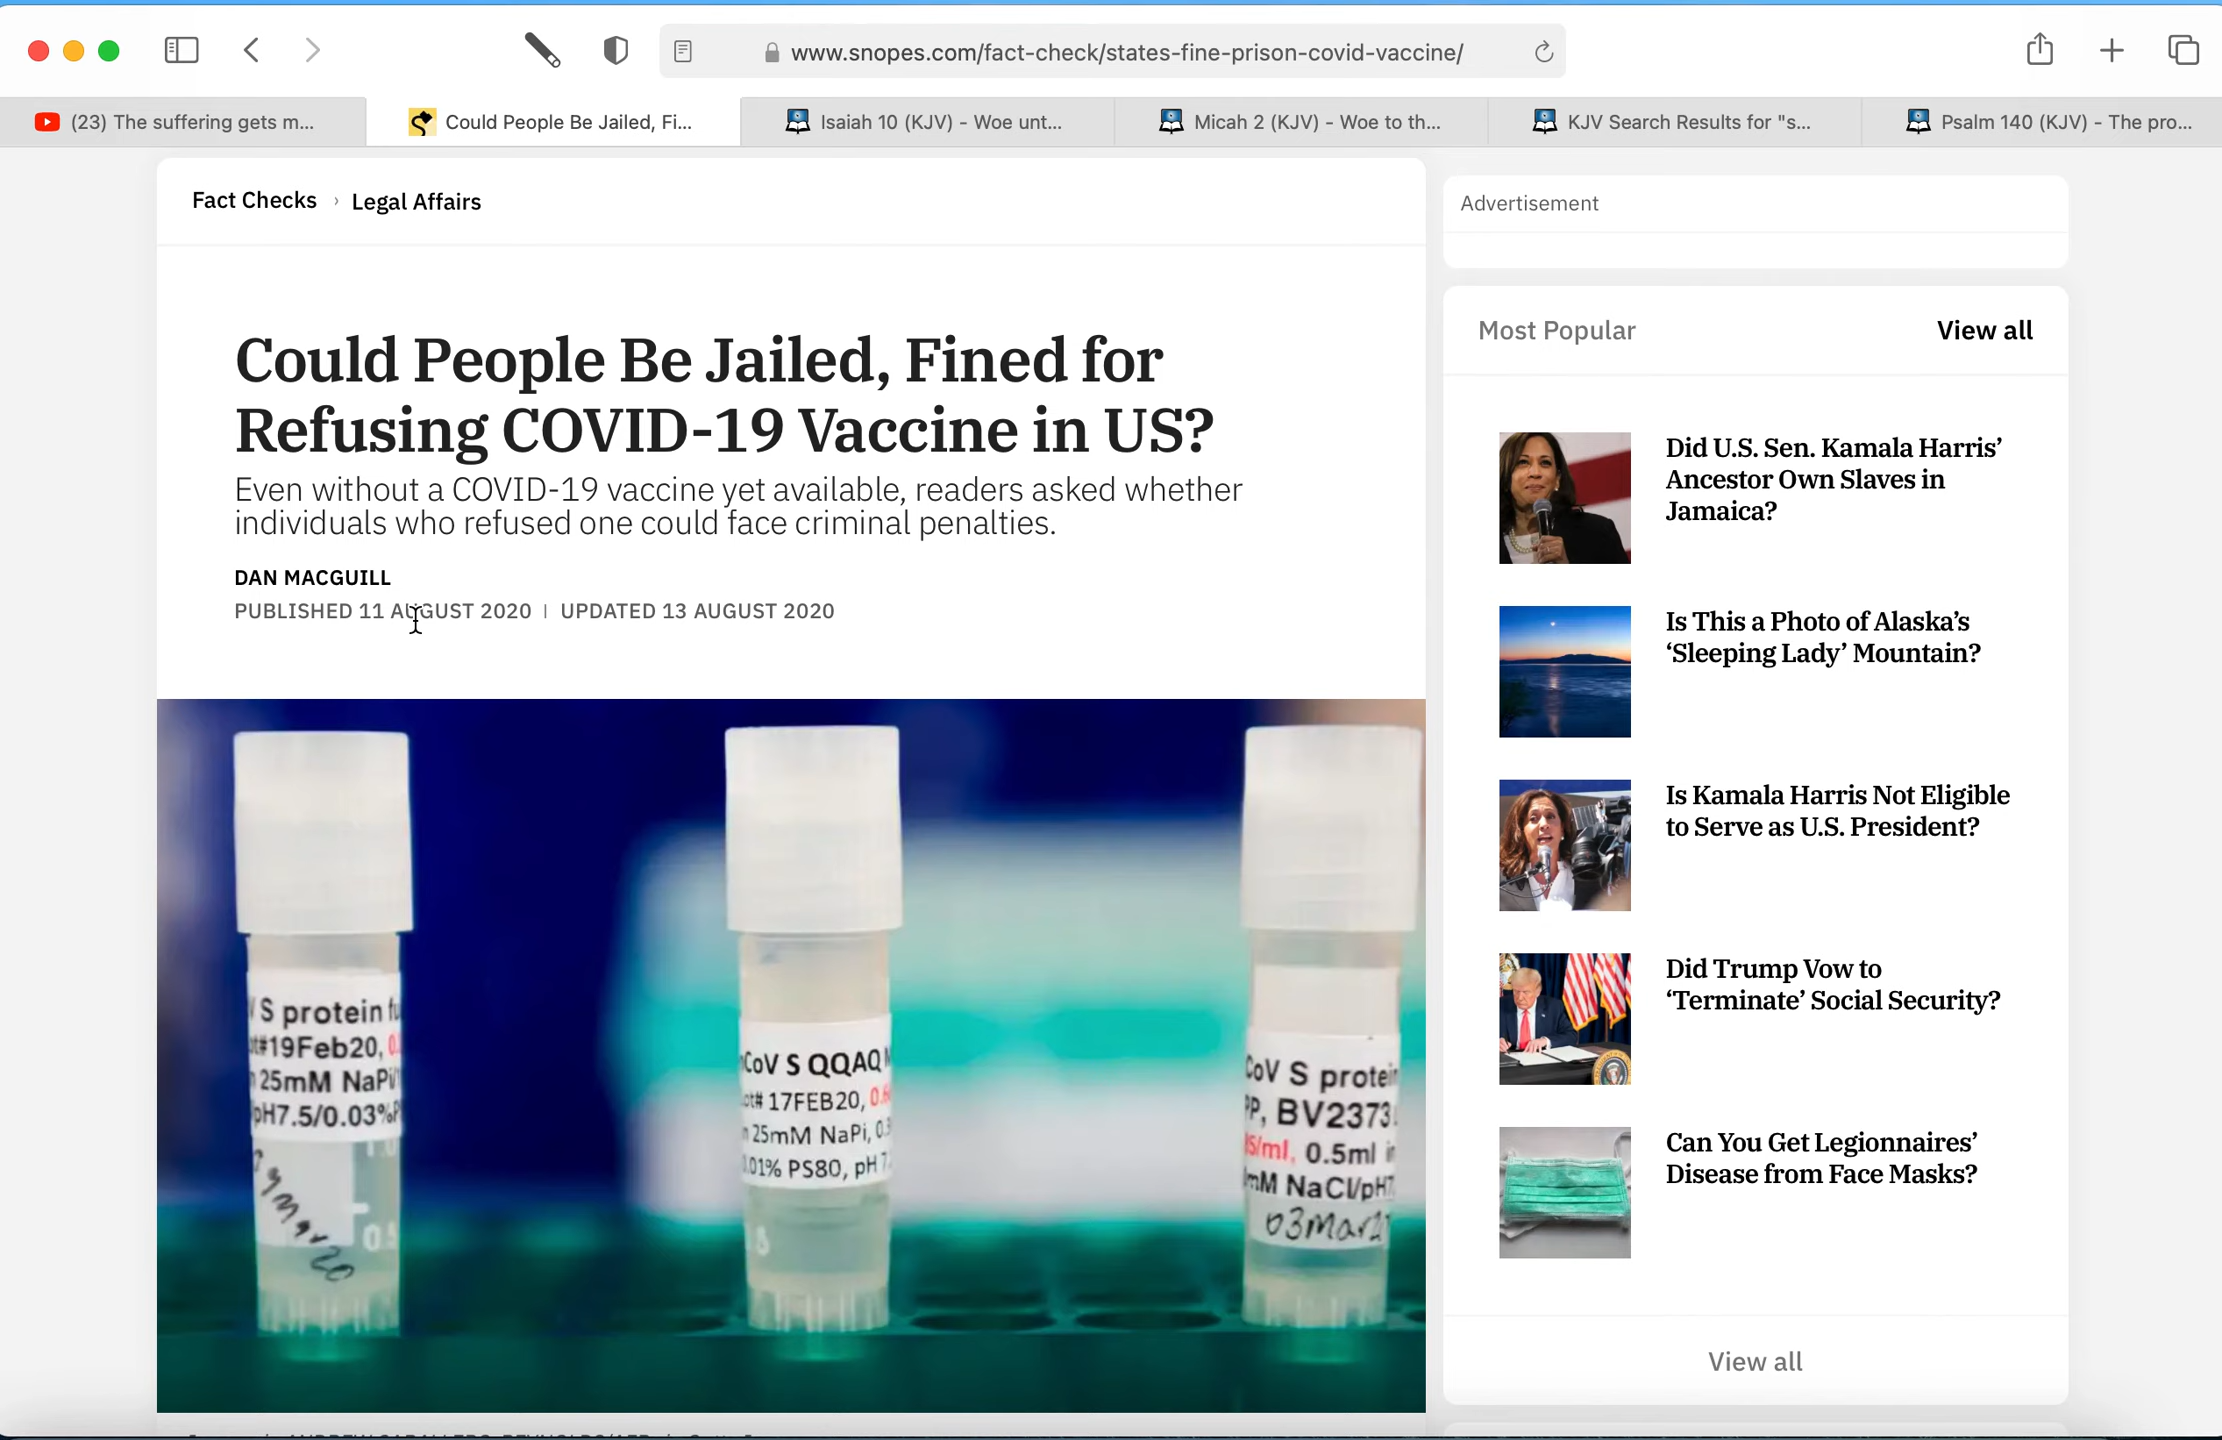 www.snopes.com/fact-check/states-fine-prison-covid-vaccine/
(23) The suffering gets m...
Could People Be Jailed, Fi...
Isaiah 10 (KJV) - Woe unt...
Micah 2 (KJV) - Woe to th...
KJV Search Results for "s...
Psalm 140 (KJV) - The pro...
Fact Checks › Legal Affairs
Could People Be Jailed, Fined for
Refusing COVID-19 Vaccine in US?
Even without a COVID-19 vaccine yet available, readers asked whether
individuals who refused one could face criminal penalties.
DAN MACGUILL
PUBLISHED 11 AUGUST 2020 | UPDATED 13 AUGUST 2020
S protein
#19Feb20,
25mM NaPi/
pH7.5/0.03%
CoV S QQAQ
17FEB20,
25mM NaPi,
.01% PS80, pH
CoV S protein
BV2373
/ml, 0.5ml
mM NaCl/pH
03Mar
Advertisement
Most Popular
View all
Did U.S. Sen. Kamala Harris’
Ancestor Own Slaves in
Jamaica?
Is This a Photo of Alaska’s
‘Sleeping Lady’ Mountain?
Is Kamala Harris Not Eligible
to Serve as U.S. President?
Did Trump Vow to
‘Terminate’ Social Security?
Can You Get Legionnaires’
Disease from Face Masks?
View all